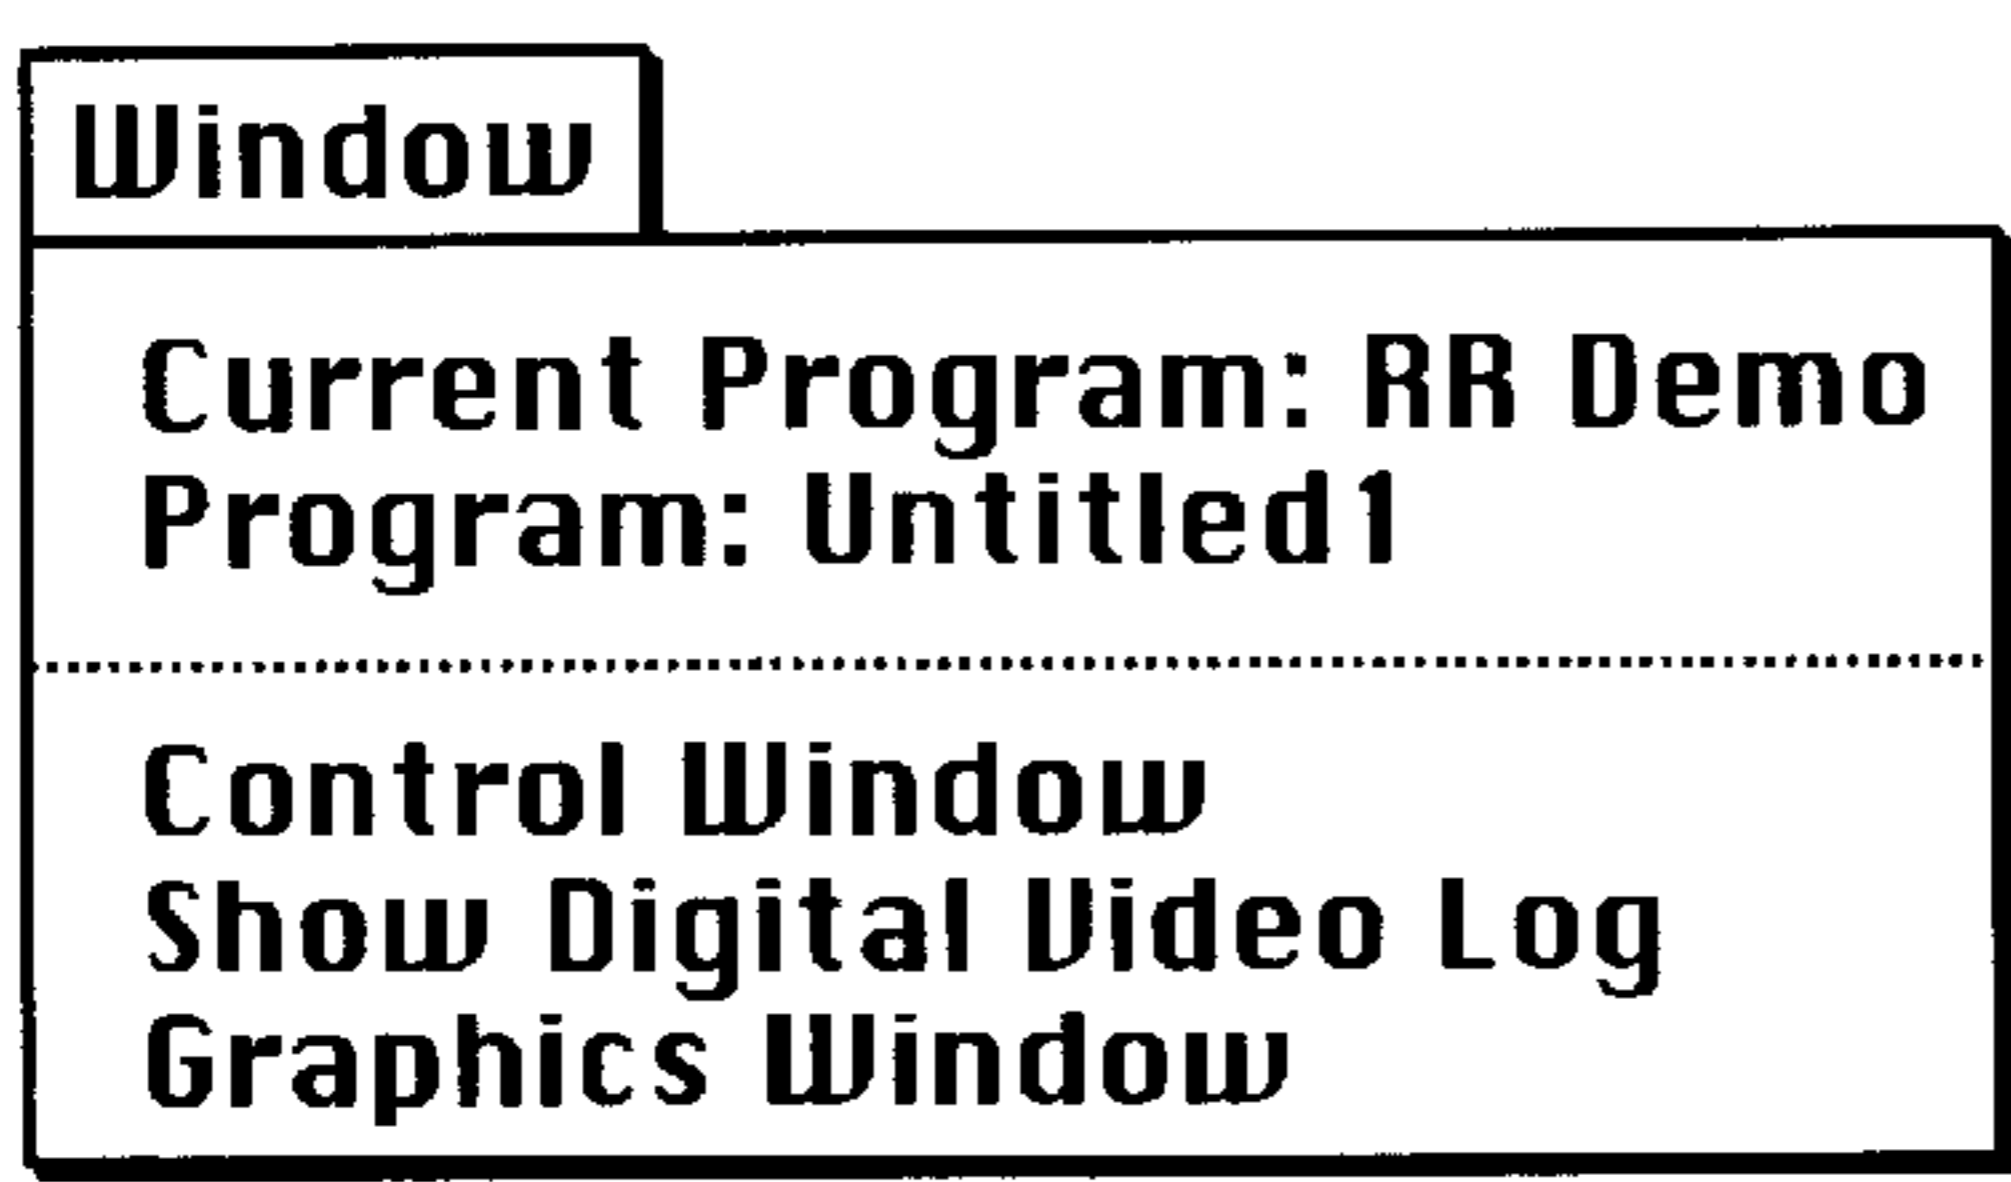 Window
Current Program: RR Demo
Program: Untitled1
Control Window
Show Digital Video Log
Graphics Window